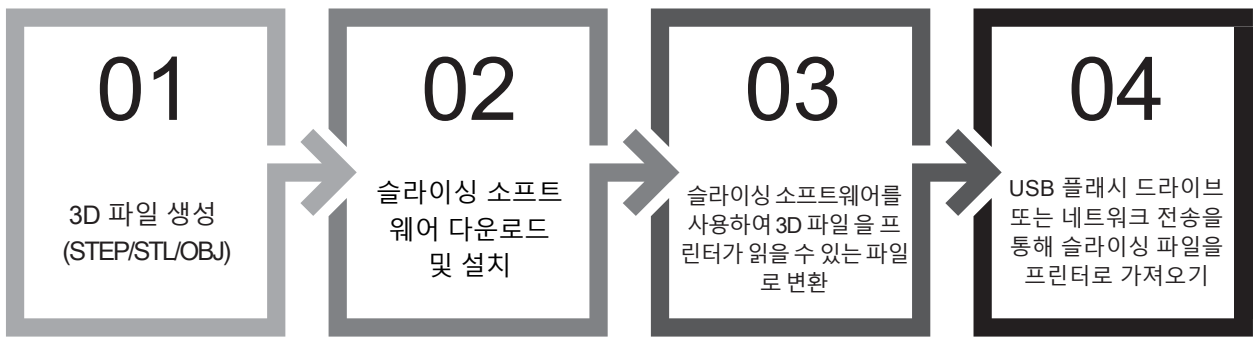 01
3D 파일 생성
(STEP/STL/OBJ)
02
슬라이싱 소프트
웨어 다운로드
및 설치
03
슬라이싱 소프트웨어를
사용하여 3D 파일 을 프
린터가 읽을 수 있는 파일
로 변환
04
USB 플래시 드라이브
또는 네트워크 전송을
통해 슬라이싱 파일을
프린터로 가져오기